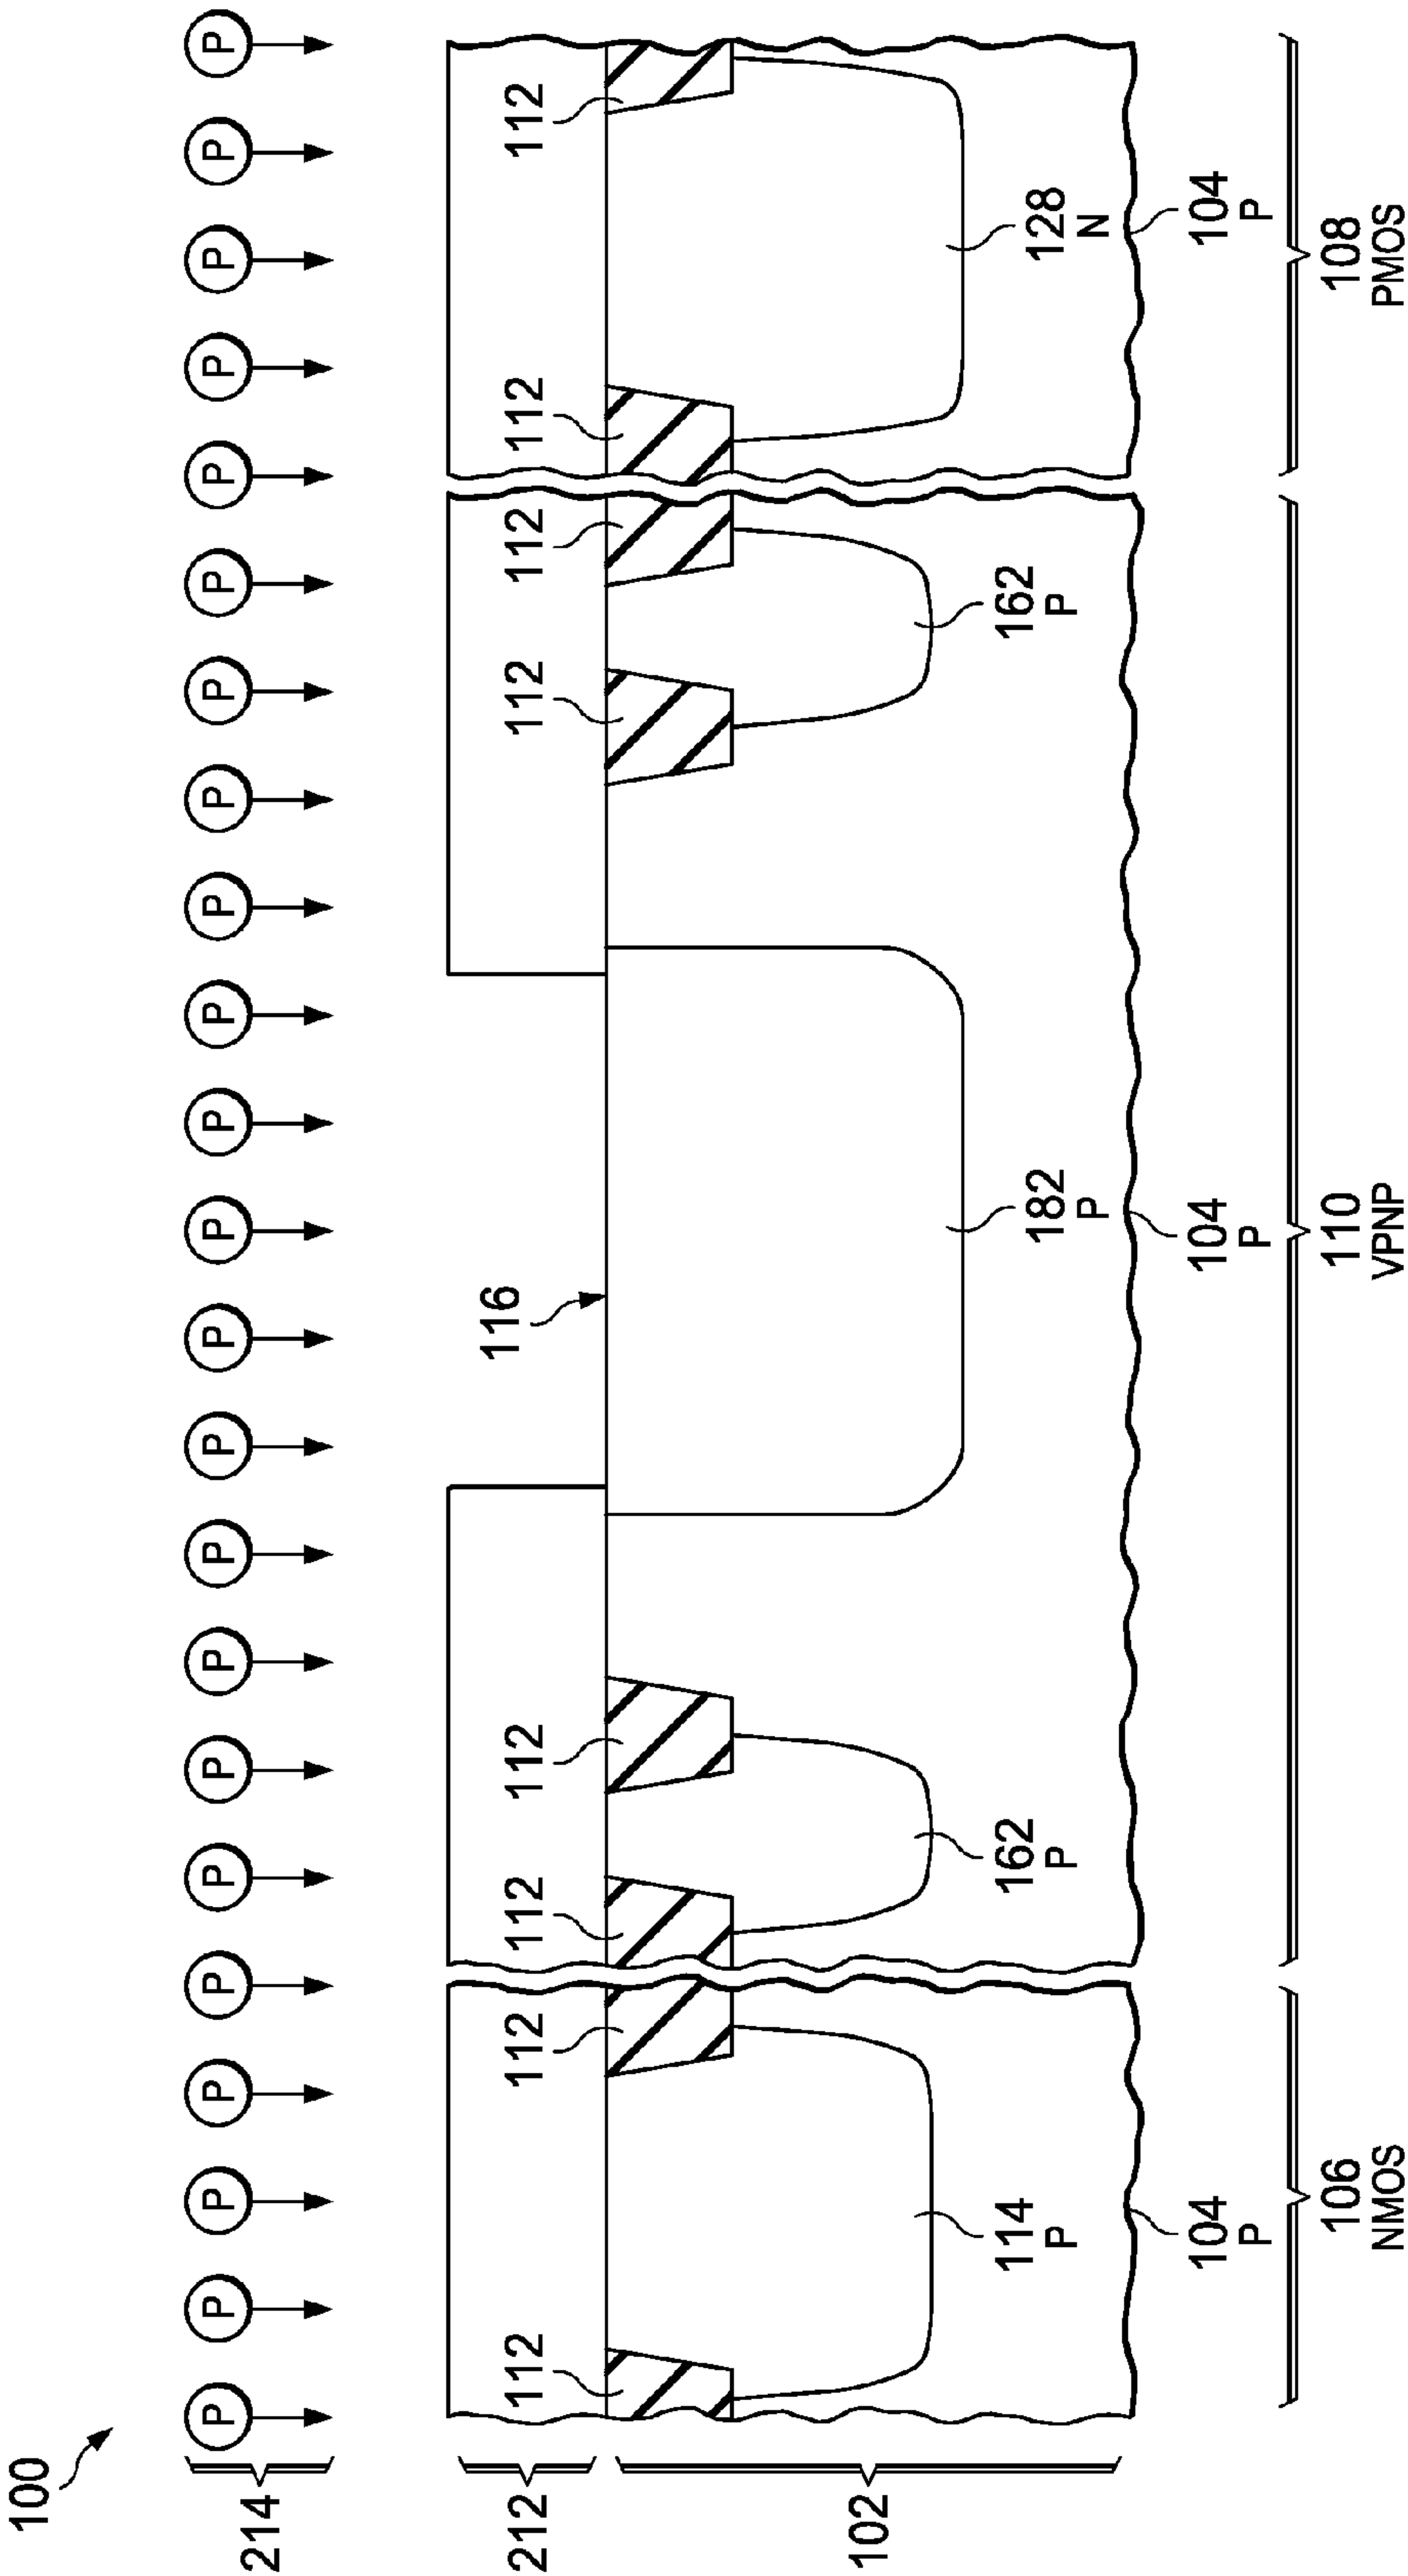 100
214
P P P P P P P P P P P P P P P P P P P P P P P
116
212
112 112 112 112 112 112 112 112
102
114 162 182 162 128
P P P P N
104 104 104
P P P
106 110 108
NMOS VPNP PMOS